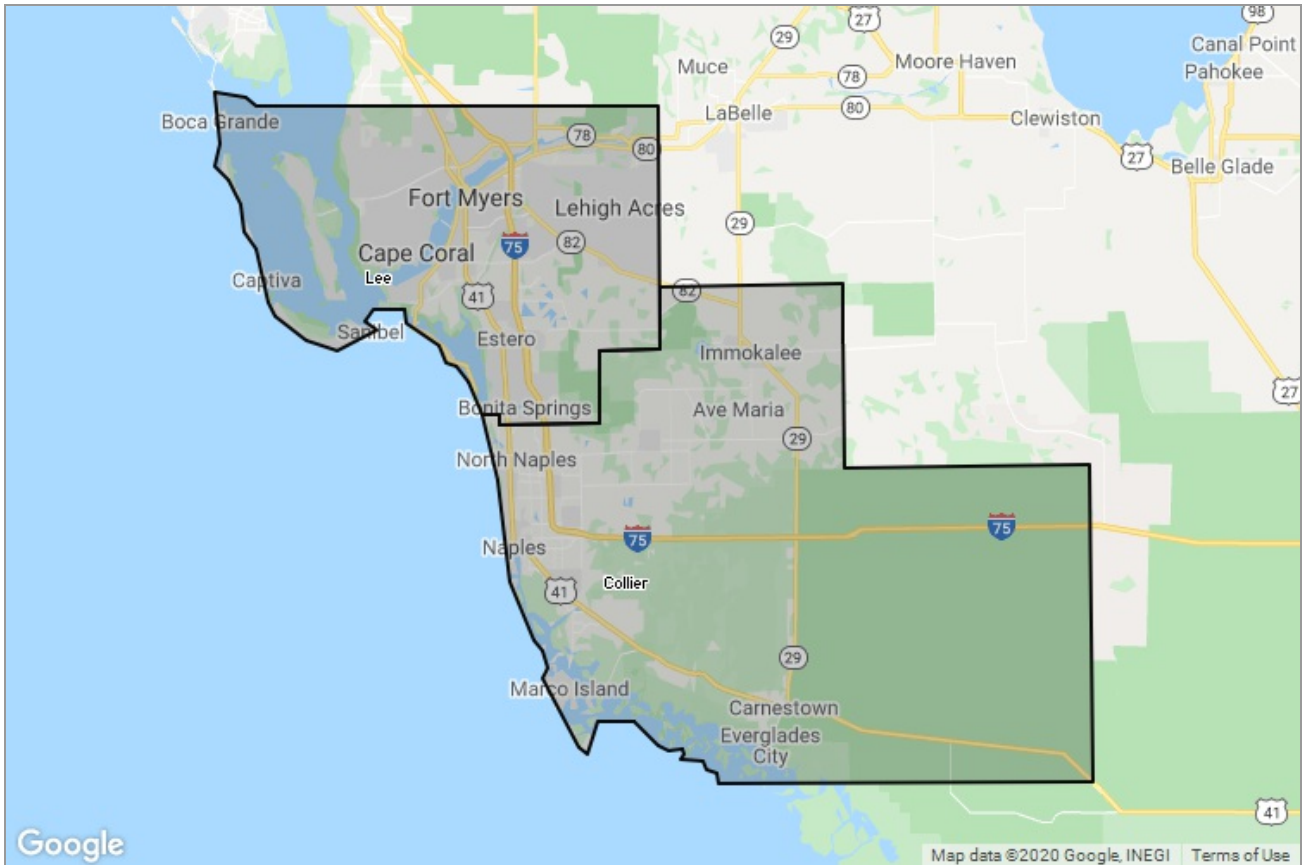 98
27
29
Canal Point
Muce
Moore Haven
Pahokee
78
LaBelle
80
Boca Grande
Clewiston
78
80
27
Belle Glade
Fort Myers
Lehigh Acres
29
75
82
Cape Coral
Lee
Captiva
41
82
Sanibel
Estero
Immokalee
27
Bonita Springs
Ave Maria
29
North Naples
75
75
Naples
Collier
41
29
Marco Island
Carnestown
Everglades
City
41
Google
Map data ©2020 Google, INEGI
Terms of Use